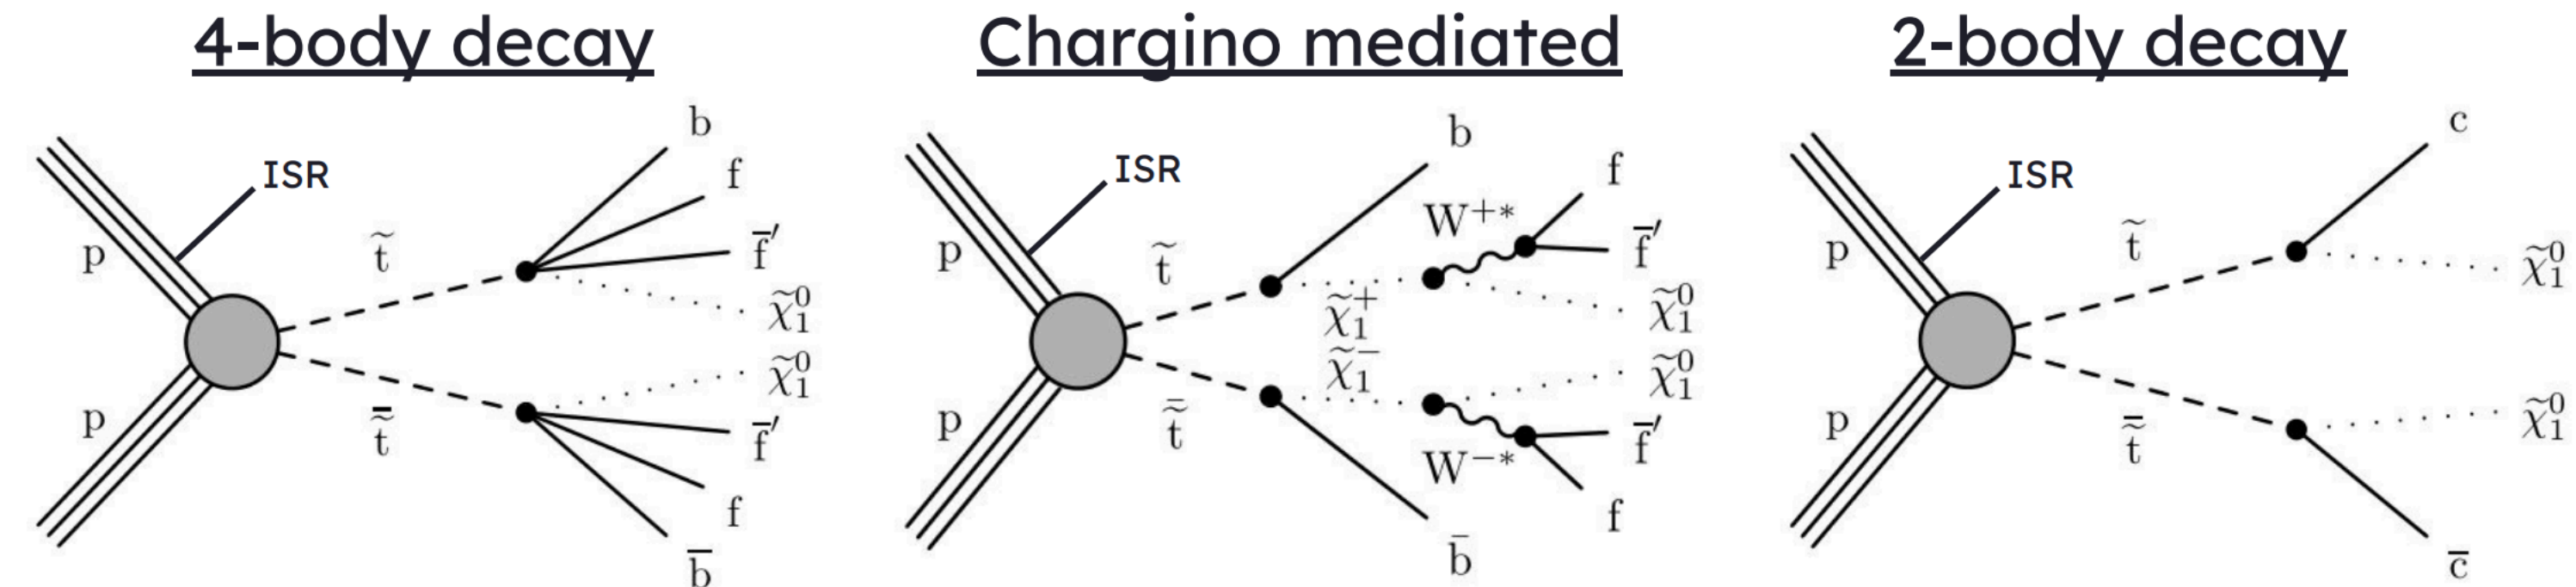 4-body decay
ISR
p
p
t̃
t̃̄
b
f
f̄′
χ̃₁⁰
χ̃₁⁰
f̄′
f
b̄
Chargino mediated
ISR
p
p
t̃
t̃̄
b
χ̃₁⁺
χ̃₁⁻
W⁺*
W⁻*
f
f̄′
χ̃₁⁰
χ̃₁⁰
f̄′
f
b̄
2-body decay
ISR
p
p
t̃
t̃̄
c
χ̃₁⁰
χ̃₁⁰
c̄